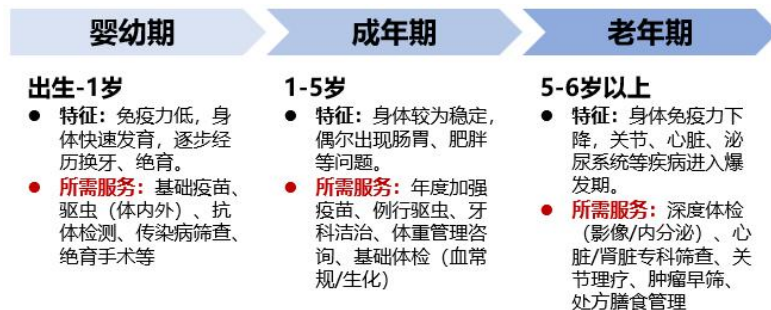 婴幼期
成年期
老年期
出生-1岁
● 特征：免疫力低，身
体快速发育，逐步经
历换牙、绝育。
● 所需服务：基础疫苗、
驱虫（体内外）、抗
体检测、传染病筛查、
绝育手术等
1-5岁
● 特征：身体较为稳定，
偶尔出现肠胃、肥胖
等问题。
● 所需服务：年度加强
疫苗、例行驱虫、牙
科洁治、体重管理咨
询、基础体检（血常
规/生化）
5-6岁以上
● 特征：身体免疫力下
降，关节、心脏、泌
尿系统等疾病进入爆
发期。
● 所需服务：深度体检
（影像/内分泌）、心
脏/肾脏专科筛查、关
节理疗、肿瘤早筛、
处方膳食管理